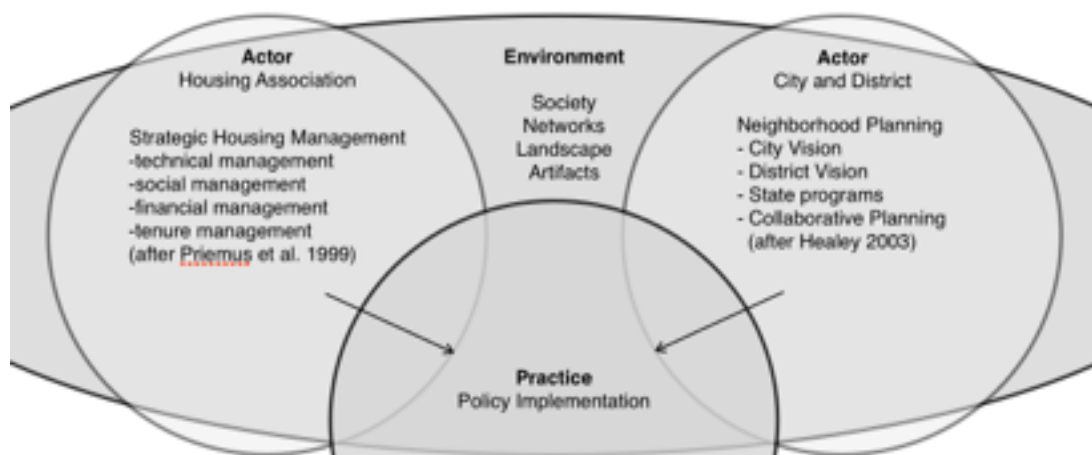 Actor
Housing Association
Strategic Housing Management
-technical management
-social management
-financial management
-tenure management
(after Priemus et al. 1999)
Environment
Society
Networks
Landscape
Artifacts
Actor
City and District
Neighborhood Planning
- City Vision
- District Vision
- State programs
- Collaborative Planning
(after Healey 2003)
Practice
Policy Implementation